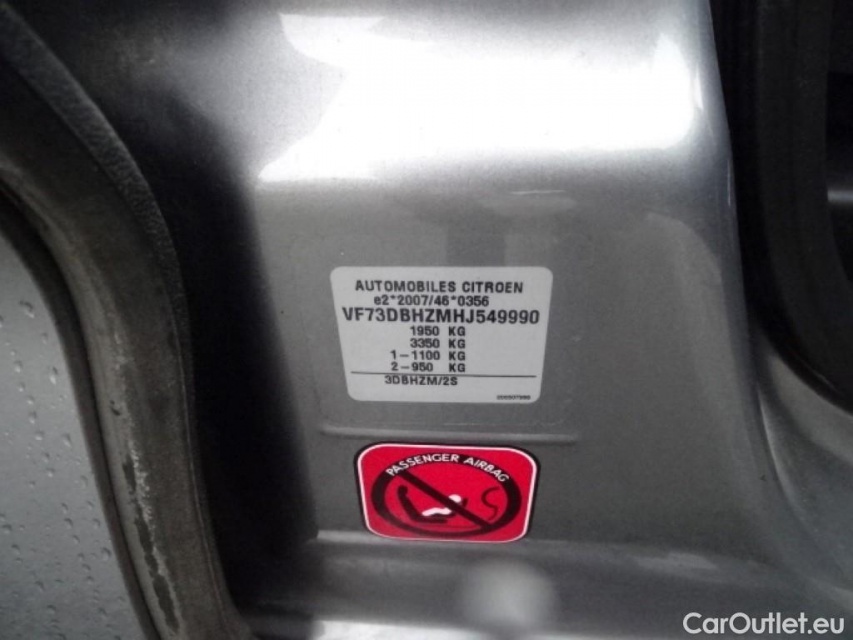 AUTOMOBILES CITROEN
e2*2007/46*0356
VF73DBHZMHJ549990
1950 KG
3350 KG
1-1100 KG
2-950 KG
3DBHZM/2S
PASSENGER AIRBAG
CarOutlet.eu